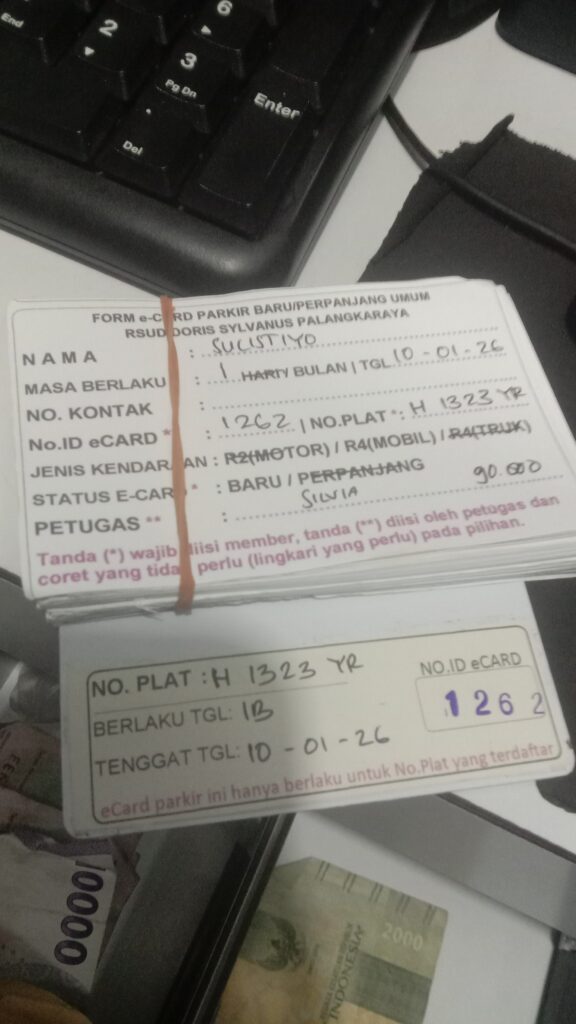 End
2
6
3
Pg Dn
.
Del
Enter
FORM e-CARD PARKIR BARU/PERPANJANG UMUM
RSUD DORIS SYLVANUS PALANGKARAYA
NAMA : SULISTIYO
MASA BERLAKU : 1 HARI/ BULAN | TGL 10 - 01 - 26
NO. KONTAK :
No.ID eCARD * : 1262 | NO.PLAT *: H 1323 YR
JENIS KENDARAAN : R2(MOTOR) / R4(MOBIL) / R4(TRUK)
STATUS E-CARD * : BARU / PERPANJANG 90.000
PETUGAS ** : SILVIA
Tanda (*) wajib diisi member, tanda (**) diisi oleh petugas dan
coret yang tidak perlu (lingkari yang perlu) pada pilihan.
NO. PLAT : H 1323 YR
NO.ID eCARD
1262
BERLAKU TGL: 1B
TENGGAT TGL: 10 - 01 - 26
eCard parkir ini hanya berlaku untuk No.Plat yang terdaftar
10000
2000
INDONESIA